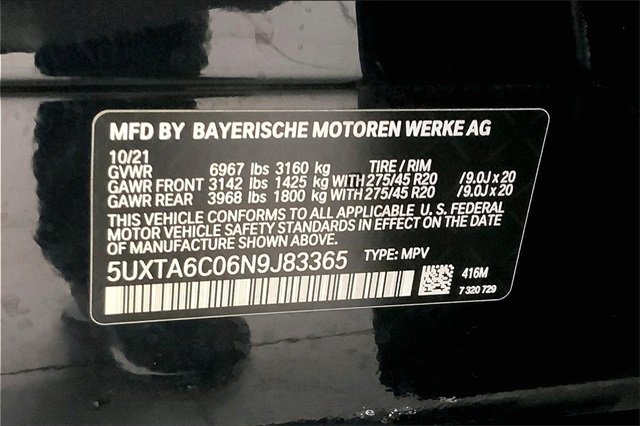 MFD BY BAYERISCHE MOTOREN WERKE AG
10/21
GVWR 6967 lbs 3160 kg TIRE / RIM
GAWR FRONT 3142 lbs 1425 kg WITH 275/45 R20 /9.0J x 20
GAWR REAR 3968 lbs 1800 kg WITH 275/45 R20 /9.0J x 20
THIS VEHICLE CONFORMS TO ALL APPLICABLE U. S. FEDERAL
MOTOR VEHICLE SAFETY STANDARDS IN EFFECT ON THE DATE
OF MANUFACTURE SHOWN ABOVE.
5UXTA6C06N9J83365 TYPE: MPV
416M
7 320 729